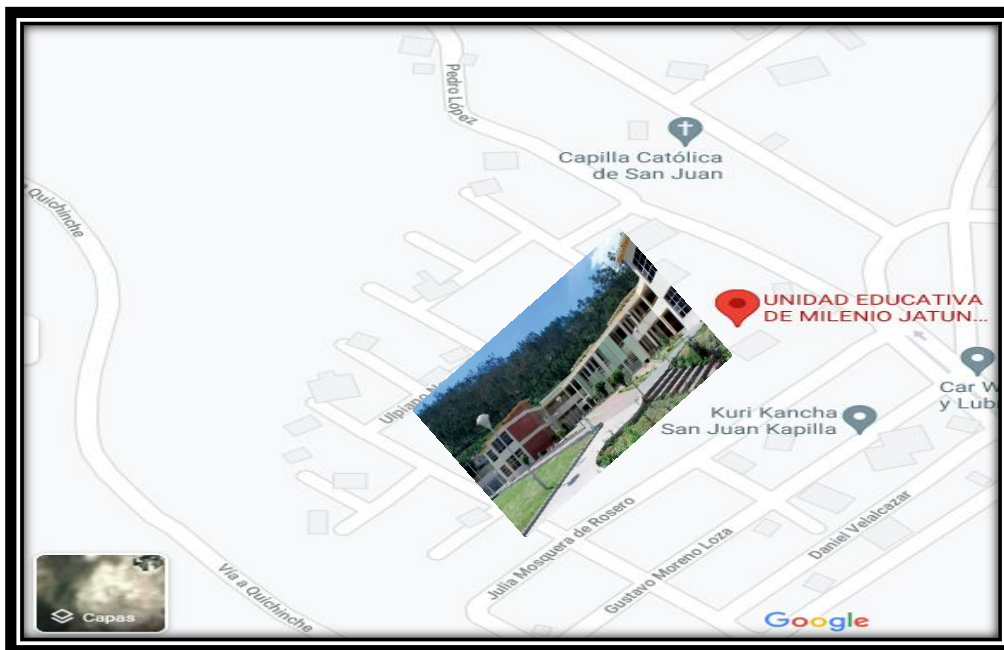 Pedro López
Capilla Católica
de San Juan
Quichinche
UNIDAD EDUCATIVA
DE MILENIO JATUN...
Car W
y Lub
Kuri Kancha
San Juan Kapilla
Ulpiano N
Julia Mosquera de Rosero
Gustavo Moreno Loza
Daniel Velalcazar
Vía a Quichinche
Capas
Google